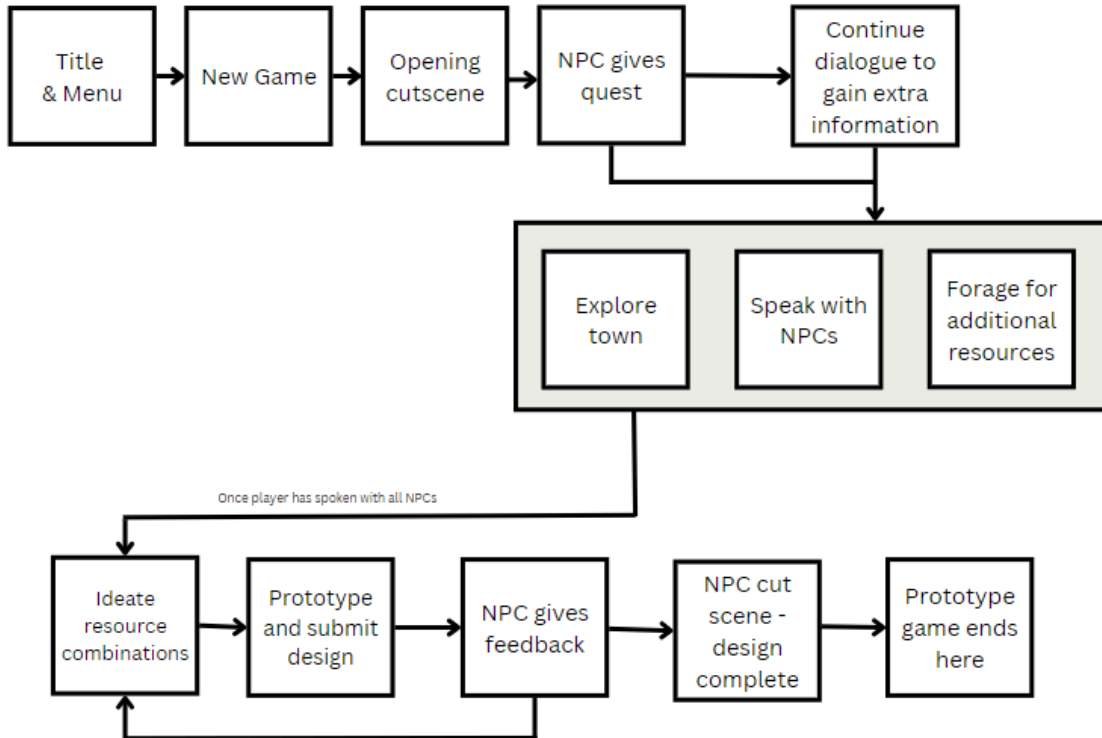 Title
& Menu
New Game
Opening
cutscene
NPC gives
quest
Continue
dialogue to
gain extra
information
Explore
town
Speak with
NPCs
Forage for
additional
resources
Once player has spoken with all NPCs
Ideate
resource
combinations
Prototype
and submit
design
NPC gives
feedback
NPC cut
scene -
design
complete
Prototype
game ends
here